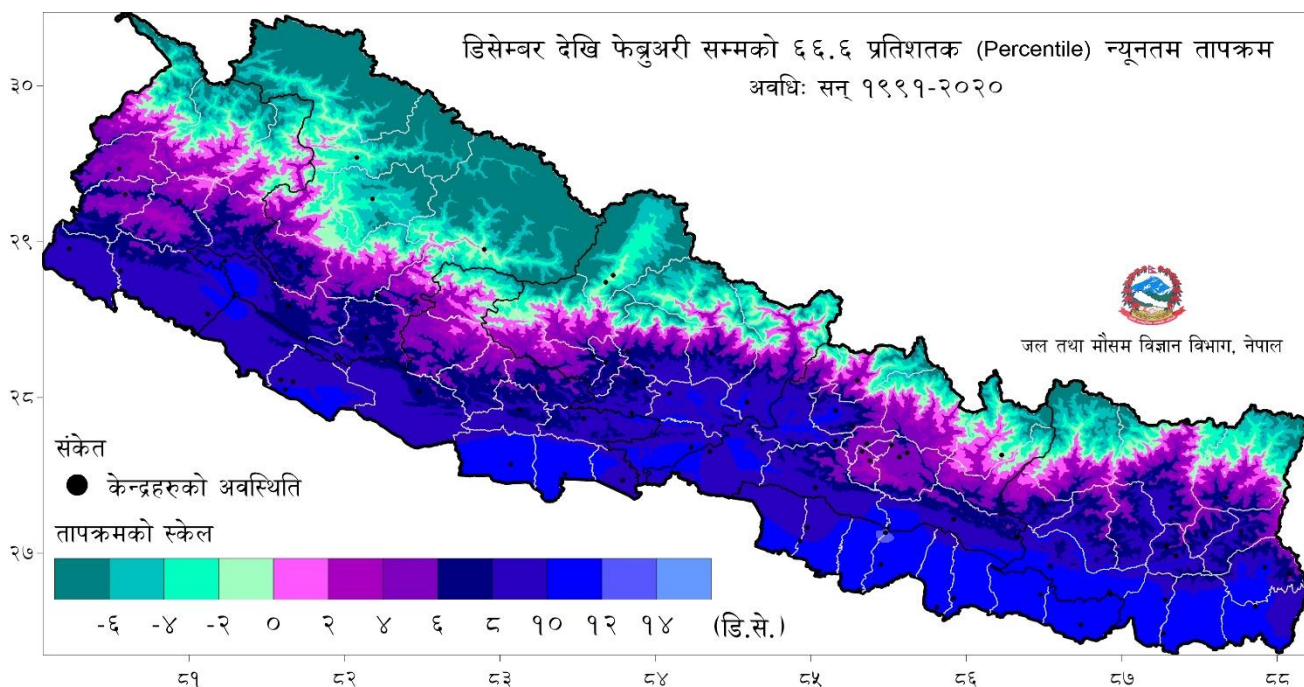 डिसेम्बर देखि फेब्रुअरी सम्मको ६६.६ प्रतिशतक (Percentile) न्यूनतम तापक्रम
अवधिः सन् १९९१-२०२०
३०
२९
२८
२७
जल तथा मौसम विज्ञान विभाग, नेपाल
संकेत
केन्द्रहरुको अवस्थिति
तापक्रमको स्केल
-६ -४ -२ ० २ ४ ६ ८ १० १२ १४ (डि.से.)
८१ ८२ ८३ ८४ ८५ ८६ ८७ ८८